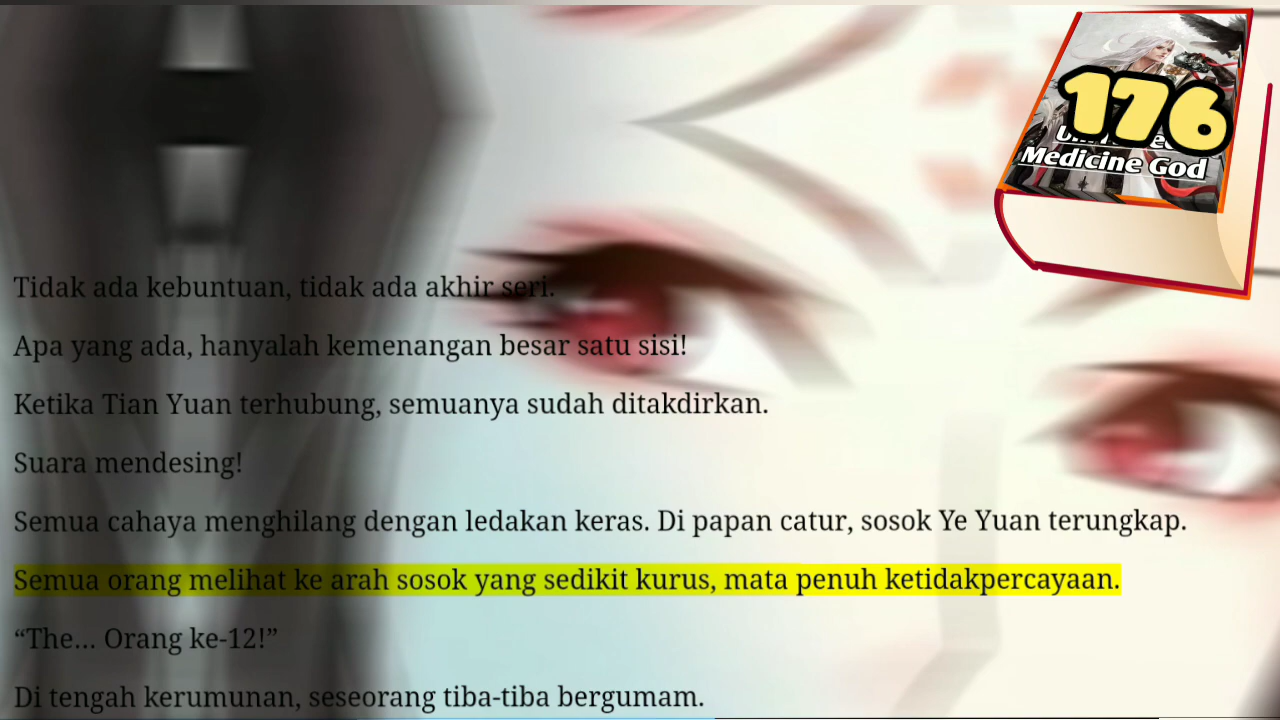 176
Medicine God
Tidak ada kebuntuan, tidak ada akhir seri.
Apa yang ada, hanyalah kemenangan besar satu sisi!
Ketika Tian Yuan terhubung, semuanya sudah ditakdirkan.
Suara mendesing!
Semua cahaya menghilang dengan ledakan keras. Di papan catur, sosok Ye Yuan terungkap.
Semua orang melihat ke arah sosok yang sedikit kurus, mata penuh ketidakpercayaan.
“The… Orang ke-12!”
Di tengah kerumunan, seseorang tiba-tiba bergumam.